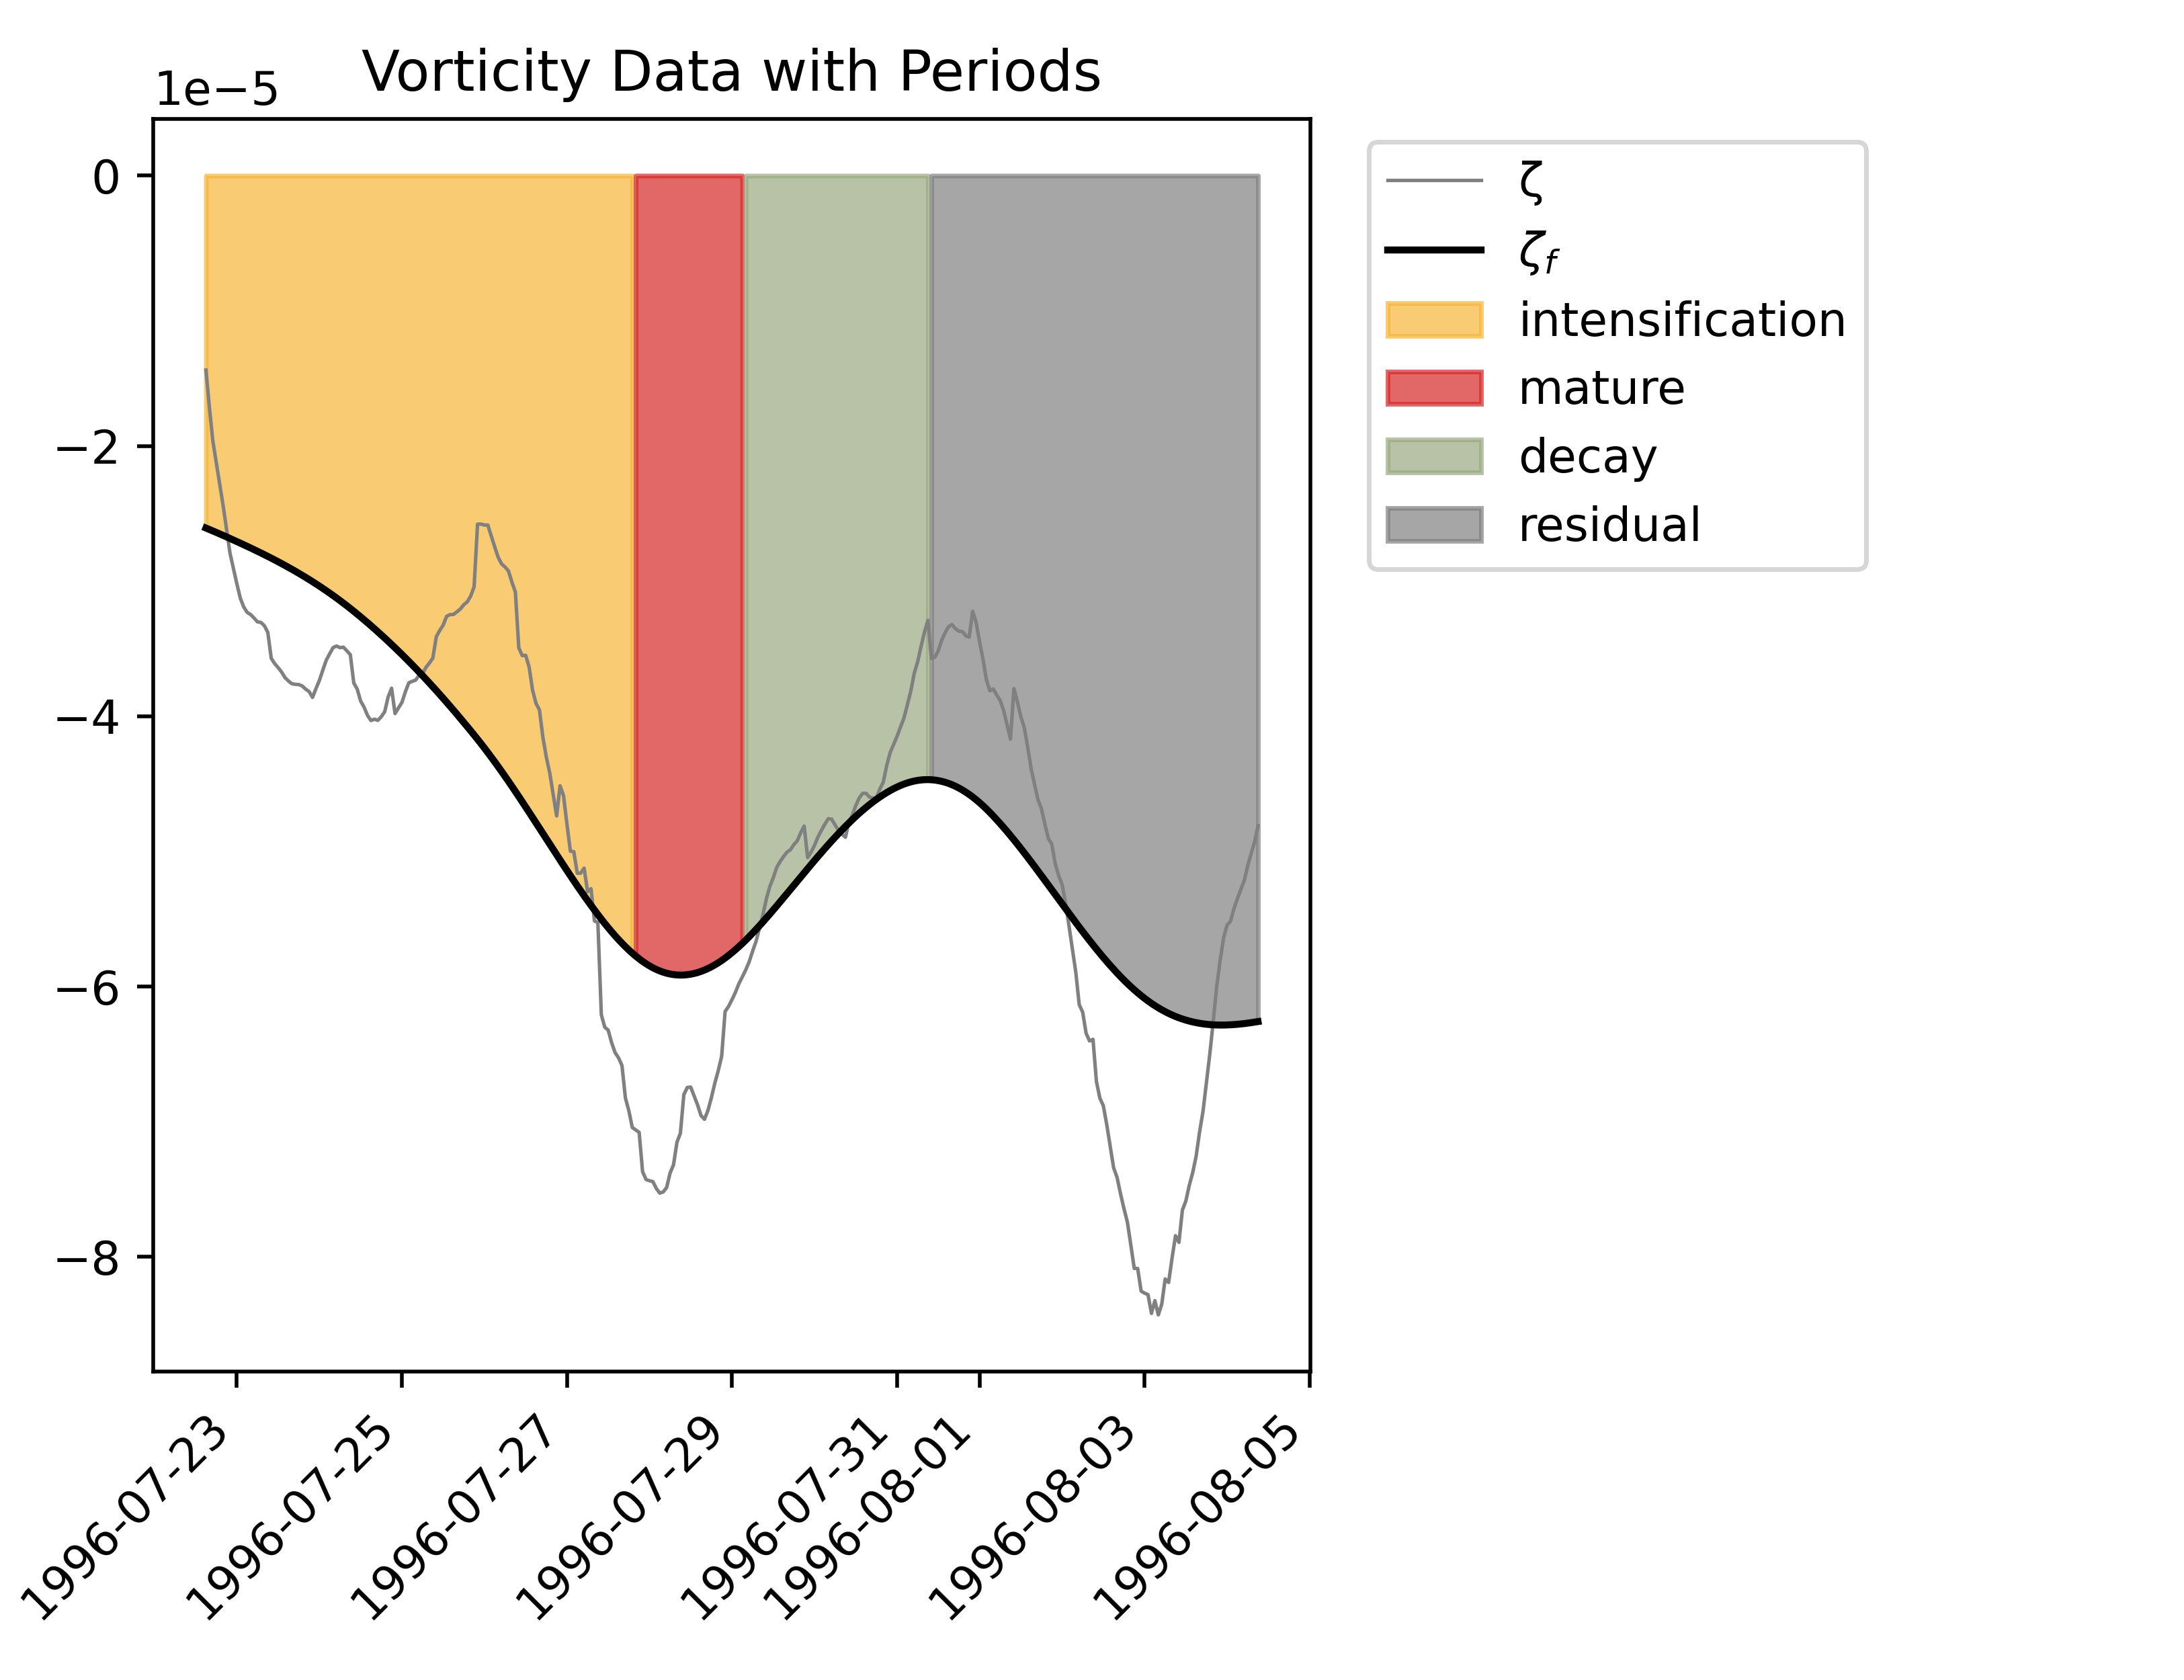 Vorticity Data with Periods
1e−5
0
−2
−4
−6
−8
1996-07-23
1996-07-25
1996-07-27
1996-07-29
1996-07-31
1996-08-01
1996-08-03
1996-08-05
ζ
ζf
intensification
mature
decay
residual